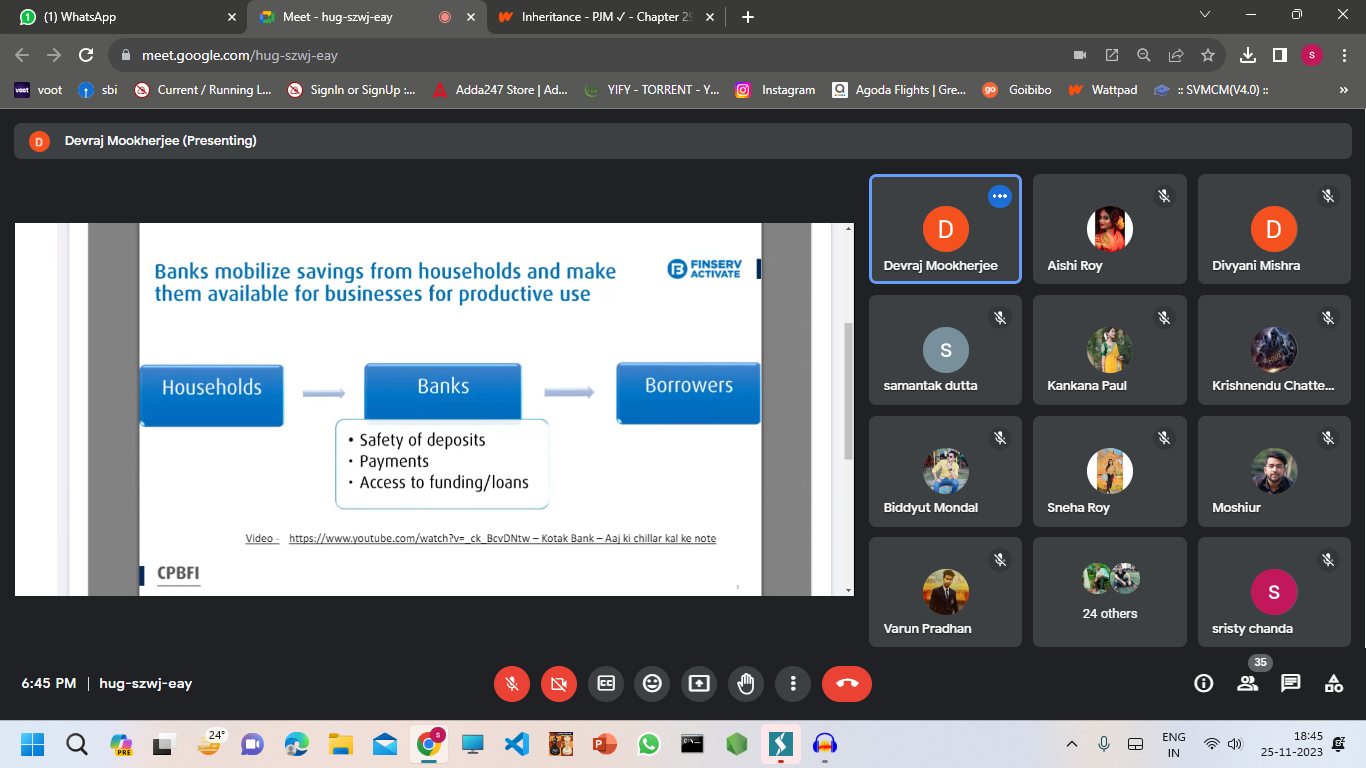 (1) WhatsApp
Meet - hug-szwj-eay
Inheritance - PJM ✓ - Chapter 29
meet.google.com/hug-szwj-eay
S
voot
voot
sbi
Current / Running L...
SignIn or SignUp :...
Adda247 Store | Ad...
YIFY - TORRENT - Y...
Instagram
Agoda Flights | Gre...
go
Goibibo
Wattpad
:: SVMCM(V4.0) ::
»
D
Devraj Mookherjee (Presenting)
Banks mobilize savings from households and make
them available for businesses for productive use
FINSERV
ACTIVATE
Households
Banks
Borrowers
• Safety of deposits
• Payments
• Access to funding/loans
Video - https://www.youtube.com/watch?v=_ck_BcvDNtw – Kotak Bank – Aaj ki chillar kal ke note
CPBFI
D
Devraj Mookherjee
Aishi Roy
D
Divyani Mishra
S
samantak dutta
Kankana Paul
Krishnendu Chatte...
Biddyut Mondal
Sneha Roy
Moshiur
Varun Pradhan
24 others
S
sristy chanda
6:45 PM | hug-szwj-eay
CC
35
PRE
24°
S
ENG
IN
18:45
25-11-2023